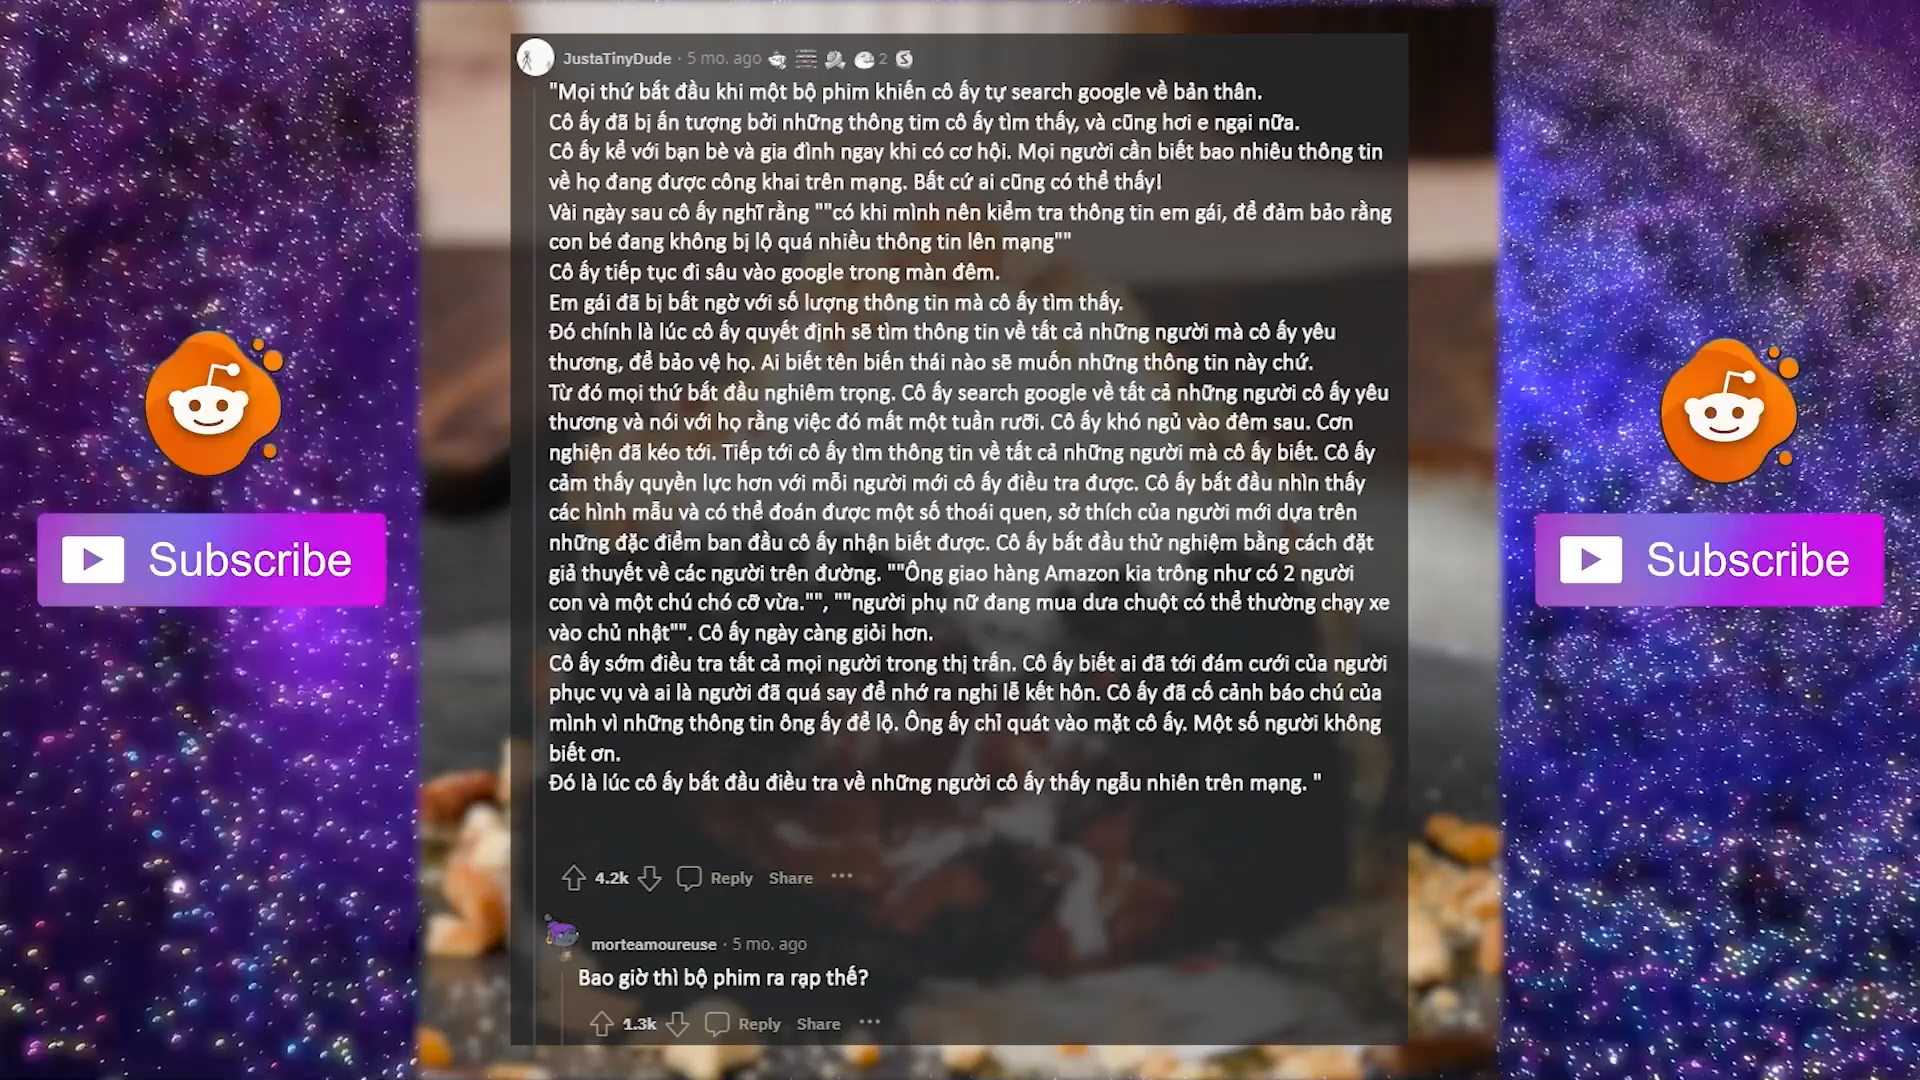 JustaTinyDude · 5 mo. ago 2
"Mọi thứ bắt đầu khi một bộ phim khiến cô ấy tự search google về bản thân.
Cô ấy đã bị ấn tượng bởi những thông tim cô ấy tìm thấy, và cũng hơi e ngại nữa.
Cô ấy kể với bạn bè và gia đình ngay khi có cơ hội. Mọi người cần biết bao nhiêu thông tin
về họ đang được công khai trên mạng. Bất cứ ai cũng có thể thấy!
Vài ngày sau cô ấy nghĩ rằng ""có khi mình nên kiểm tra thông tin em gái, để đảm bảo rằng
con bé đang không bị lộ quá nhiều thông tin lên mạng""
Cô ấy tiếp tục đi sâu vào google trong màn đêm.
Em gái đã bị bất ngờ với số lượng thông tin mà cô ấy tìm thấy.
Đó chính là lúc cô ấy quyết định sẽ tìm thông tin về tất cả những người mà cô ấy yêu
thương, để bảo vệ họ. Ai biết tên biến thái nào sẽ muốn những thông tin này chứ.
Từ đó mọi thứ bắt đầu nghiêm trọng. Cô ấy search google về tất cả những người cô ấy yêu
thương và nói với họ rằng việc đó mất một tuần rưỡi. Cô ấy khó ngủ vào đêm sau. Cơn
nghiện đã kéo tới. Tiếp tới cô ấy tìm thông tin về tất cả những người mà cô ấy biết. Cô ấy
cảm thấy quyền lực hơn với mỗi người mới cô ấy điều tra được. Cô ấy bắt đầu nhìn thấy
các hình mẫu và có thể đoán được một số thoái quen, sở thích của người mới dựa trên
những đặc điểm ban đầu cô ấy nhận biết được. Cô ấy bắt đầu thử nghiệm bằng cách đặt
giả thuyết về các người trên đường. ""Ông giao hàng Amazon kia trông như có 2 người
con và một chú chó cỡ vừa."", ""người phụ nữ đang mua dưa chuột có thể thường chạy xe
vào chủ nhật"". Cô ấy ngày càng giỏi hơn.
Cô ấy sớm điều tra tất cả mọi người trong thị trấn. Cô ấy biết ai đã tới đám cưới của người
phục vụ và ai là người đã quá say để nhớ ra nghi lễ kết hôn. Cô ấy đã cố cảnh báo chú của
mình vì những thông tin ông ấy để lộ. Ông ấy chỉ quát vào mặt cô ấy. Một số người không
biết ơn.
Đó là lúc cô ấy bắt đầu điều tra về những người cô ấy thấy ngẫu nhiên trên mạng. "
4.2k Reply Share ...
morteamoureuse · 5 mo. ago
Bao giờ thì bộ phim ra rạp thế?
1.3k Reply Share ...
Subscribe
Subscribe